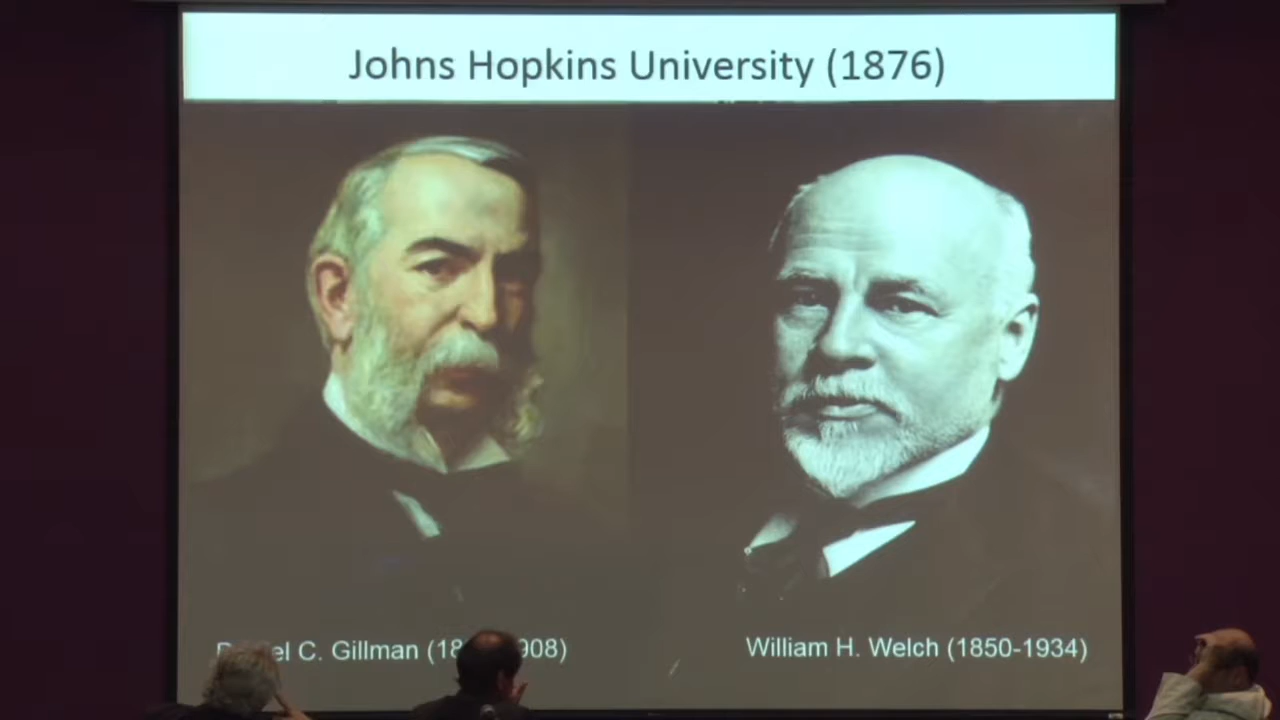 Johns Hopkins University (1876)
C. Gillman
William H. Welch (1850-1934)